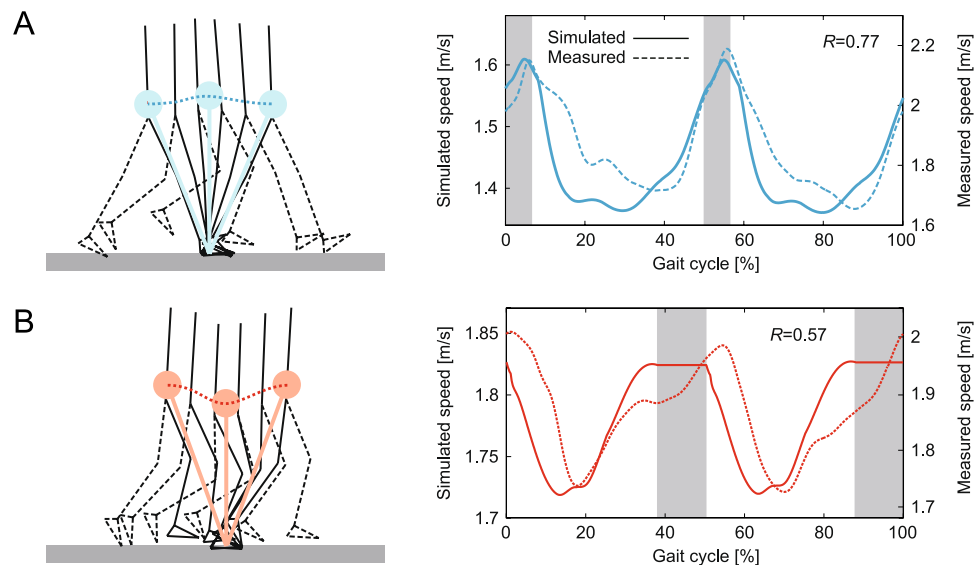 A
Simulated speed [m/s]
1.6
1.5
1.4
Simulated
Measured
R=0.77
2.2
2
1.8
1.6
Measured speed [m/s]
0 20 40 60 80 100
Gait cycle [%]
B
Simulated speed [m/s]
1.85
1.8
1.75
1.7
R=0.57
2
1.9
1.8
1.7
Measured speed [m/s]
0 20 40 60 80 100
Gait cycle [%]